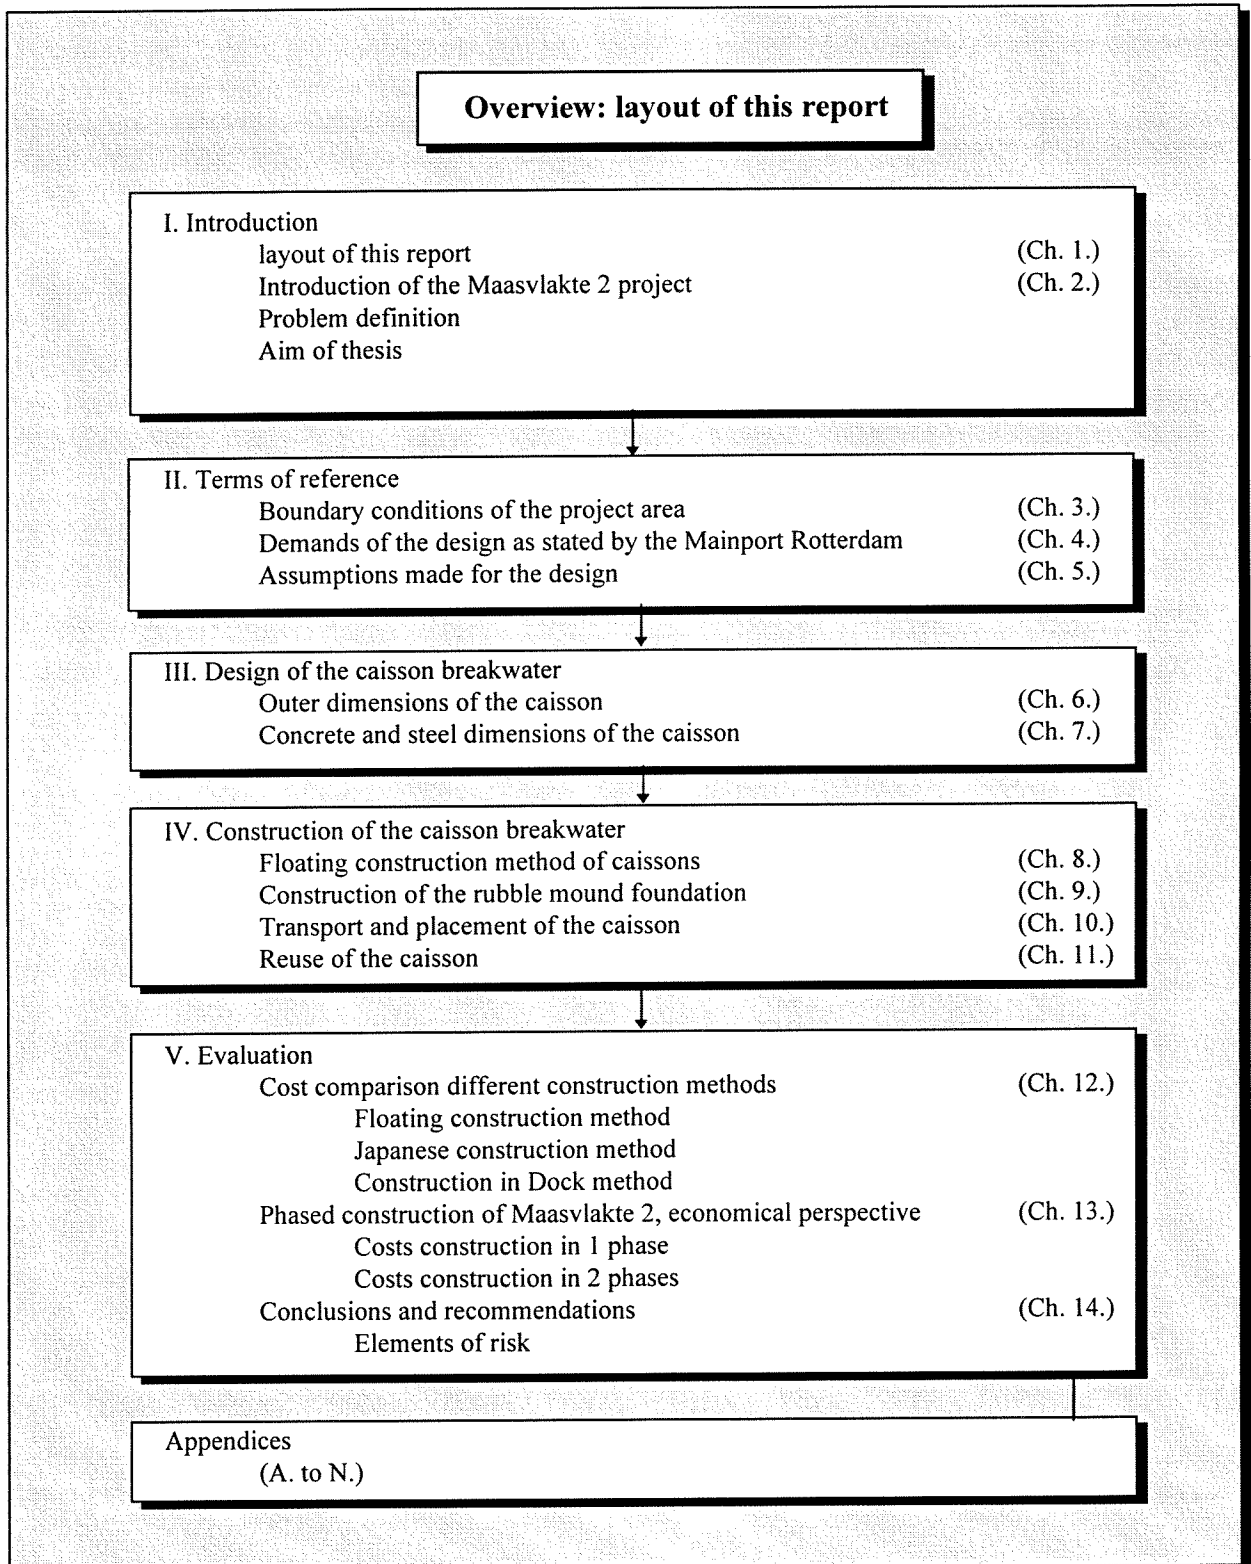 Overview: layout of this report
I. Introduction
layout of this report (Ch. 1.)
Introduction of the Maasvlakte 2 project (Ch. 2.)
Problem definition
Aim of thesis
II. Terms of reference
Boundary conditions of the project area (Ch. 3.)
Demands of the design as stated by the Mainport Rotterdam (Ch. 4.)
Assumptions made for the design (Ch. 5.)
III. Design of the caisson breakwater
Outer dimensions of the caisson (Ch. 6.)
Concrete and steel dimensions of the caisson (Ch. 7.)
IV. Construction of the caisson breakwater
Floating construction method of caissons (Ch. 8.)
Construction of the rubble mound foundation (Ch. 9.)
Transport and placement of the caisson (Ch. 10.)
Reuse of the caisson (Ch. 11.)
V. Evaluation
Cost comparison different construction methods (Ch. 12.)
Floating construction method
Japanese construction method
Construction in Dock method
Phased construction of Maasvlakte 2, economical perspective (Ch. 13.)
Costs construction in 1 phase
Costs construction in 2 phases
Conclusions and recommendations (Ch. 14.)
Elements of risk
Appendices
(A. to N.)